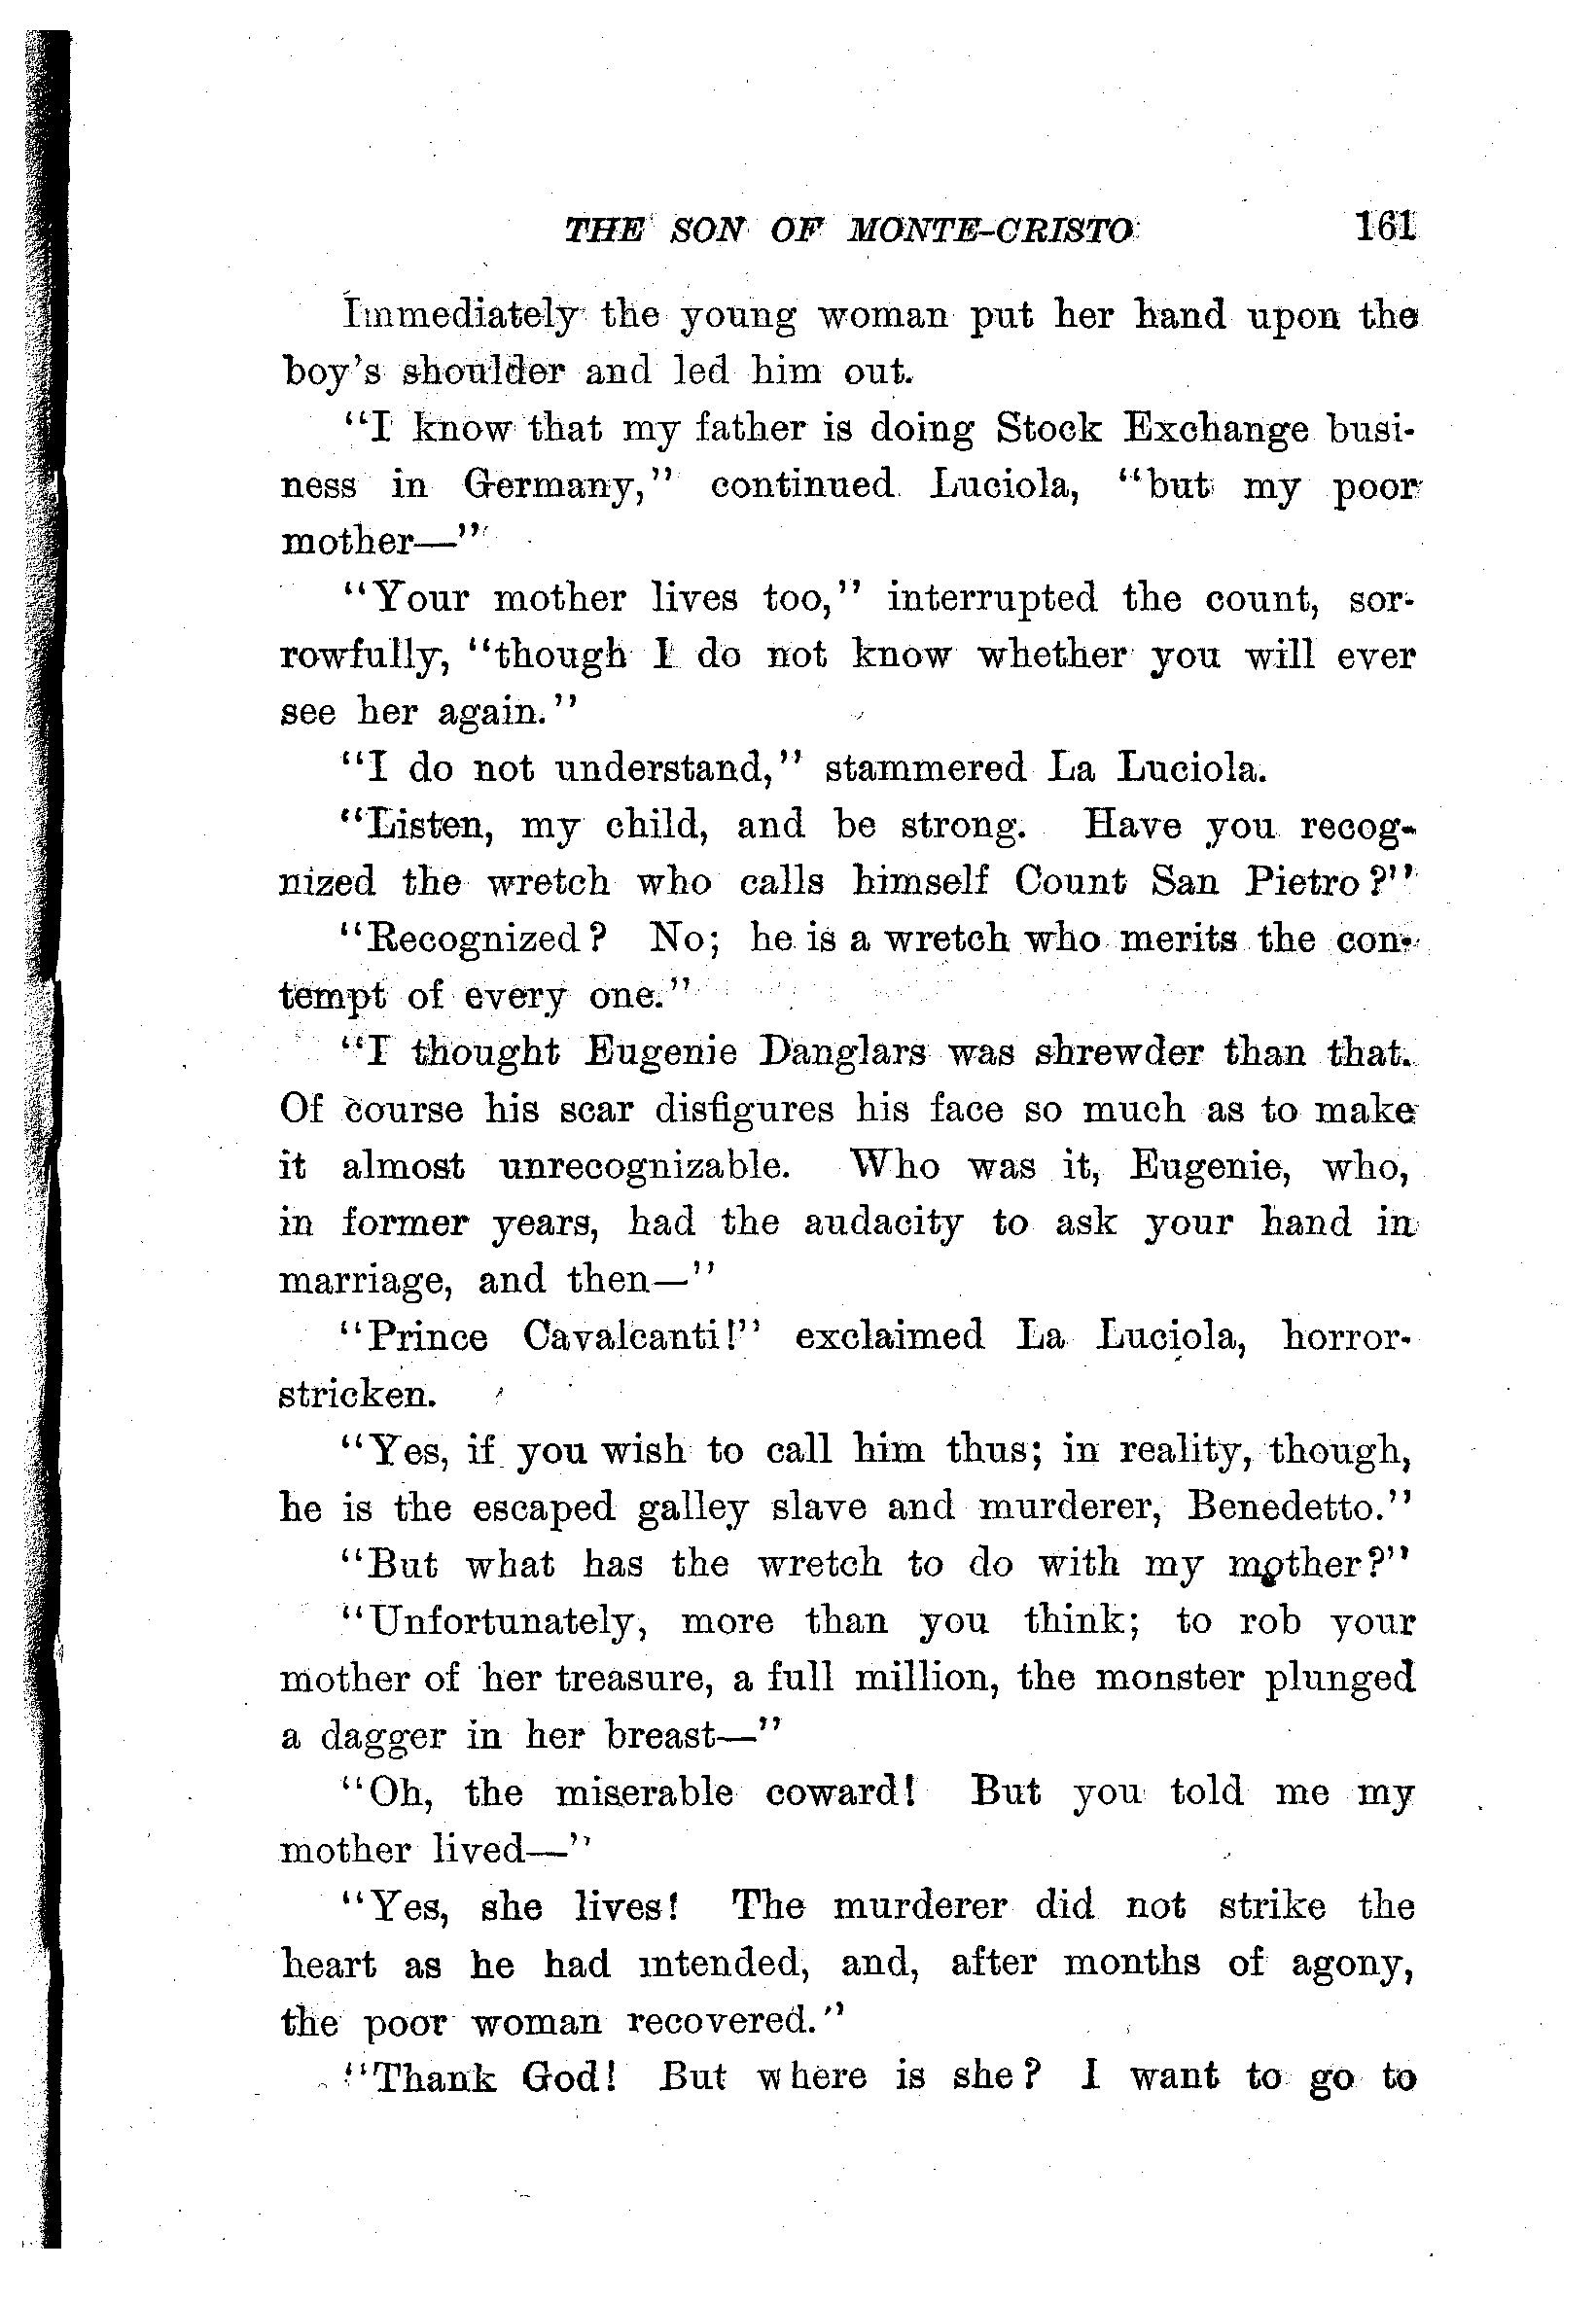 THE SON OF MONTE-CRISTO 161
Immediately the young woman put her hand upon the
boy's shoulder and led him out.
"I know that my father is doing Stock Exchange busi-
ness in Germany," continued Luciola, "but my poor
mother—"
"Your mother lives too," interrupted the count, sor-
rowfully, "though I do not know whether you will ever
see her again."
"I do not understand," stammered La Luciola.
"Listen, my child, and be strong. Have you recog-
nized the wretch who calls himself Count San Pietro?"
"Recognized? No; he is a wretch who merits the con-
tempt of every one."
"I thought Eugenie Danglars was shrewder than that.
Of course his scar disfigures his face so much as to make
it almost unrecognizable. Who was it, Eugenie, who,
in former years, had the audacity to ask your hand in
marriage, and then—"
"Prince Cavalcanti!" exclaimed La Luciola, horror-
stricken.
"Yes, if you wish to call him thus; in reality, though,
he is the escaped galley slave and murderer, Benedetto."
"But what has the wretch to do with my mother?"
"Unfortunately, more than you think; to rob your
mother of her treasure, a full million, the monster plunged
a dagger in her breast—"
"Oh, the miserable coward! But you told me my
mother lived—"
"Yes, she lives! The murderer did not strike the
heart as he had intended, and, after months of agony,
the poor woman recovered."
"Thank God! But where is she? I want to go to